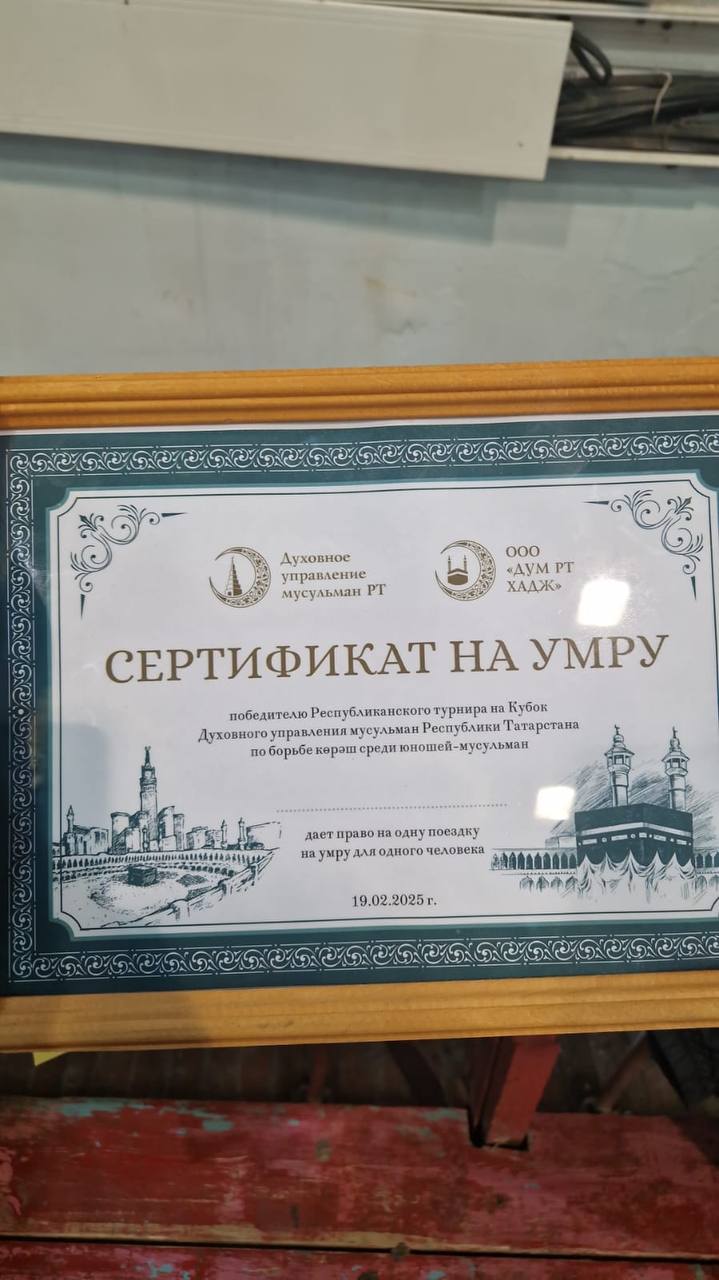 Духовное
управление
мусульман РТ
ООО
«ДУМ РТ
ХАДЖ»
СЕРТИФИКАТ НА УМРУ
победителю Республиканского турнира на Кубок
Духовного управления мусульман Республики Татарстана
по борьбе көрәш среди юношей-мусульман
дает право на одну поездку
на умру для одного человека
19.02.2025 г.